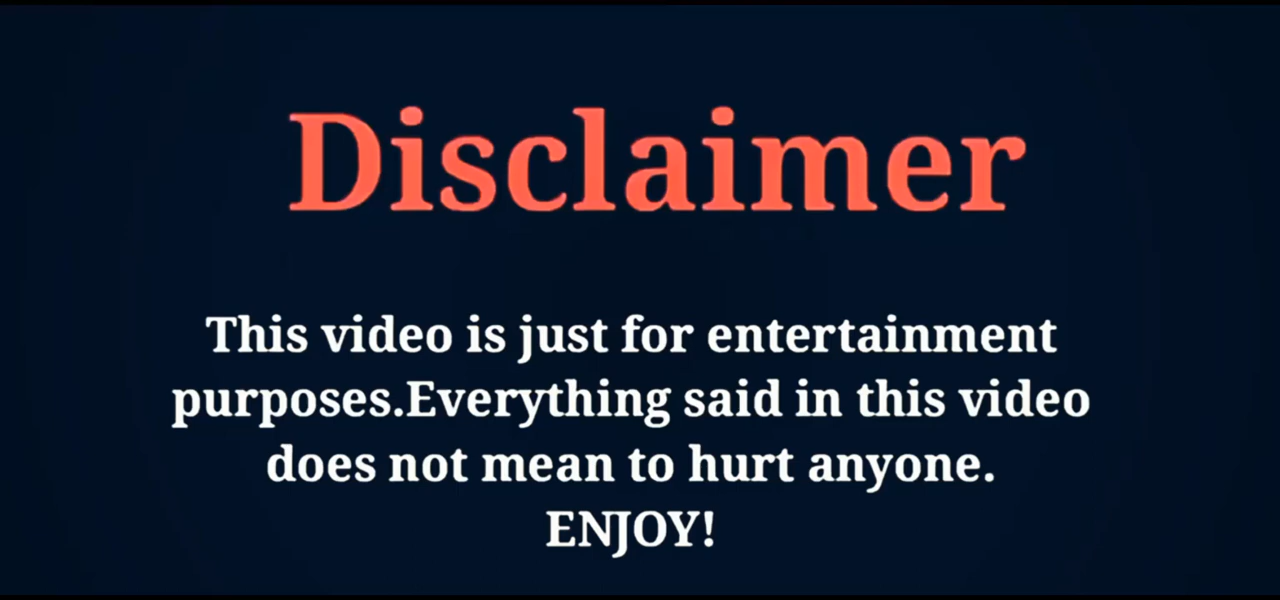 Disclaimer
This video is just for entertainment
purposes.Everything said in this video
does not mean to hurt anyone.
ENJOY!